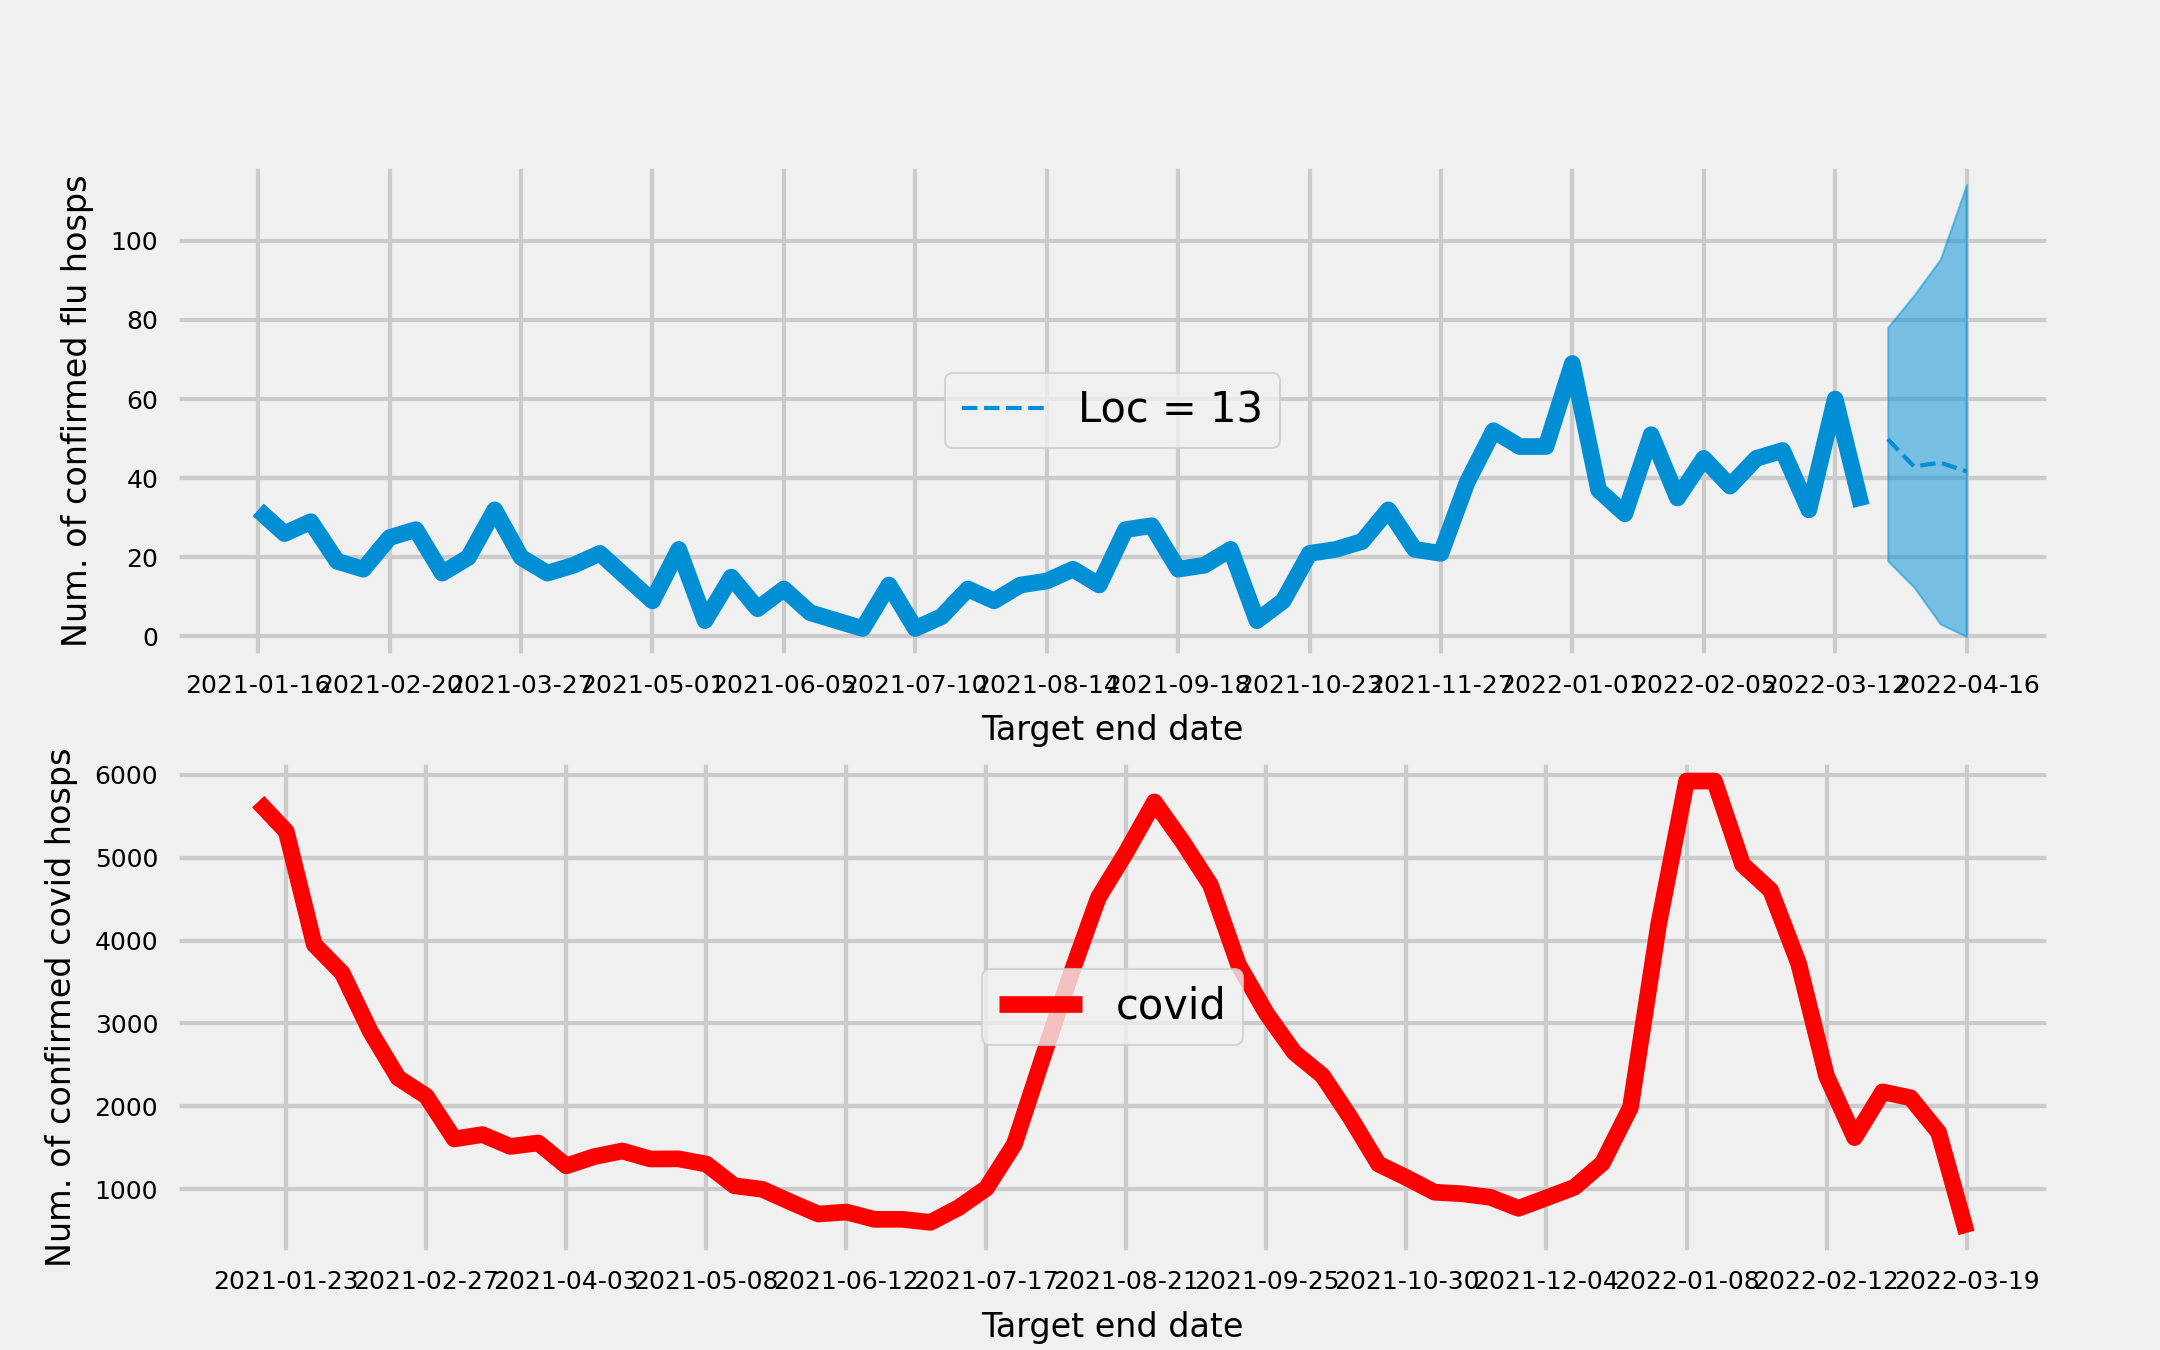 Num. of confirmed flu hosps
100
80
60
40
20
0
Loc = 13
2021-01-16 2021-02-20 2021-03-27 2021-05-01 2021-06-05 2021-07-10 2021-08-14 2021-09-18 2021-10-23 2021-11-27 2022-01-01 2022-02-05 2022-03-12 2022-04-16
Target end date
Num. of confirmed covid hosps
6000
5000
4000
3000
2000
1000
covid
2021-01-23 2021-02-27 2021-04-03 2021-05-08 2021-06-12 2021-07-17 2021-08-21 2021-09-25 2021-10-30 2021-12-04 2022-01-08 2022-02-12 2022-03-19
Target end date